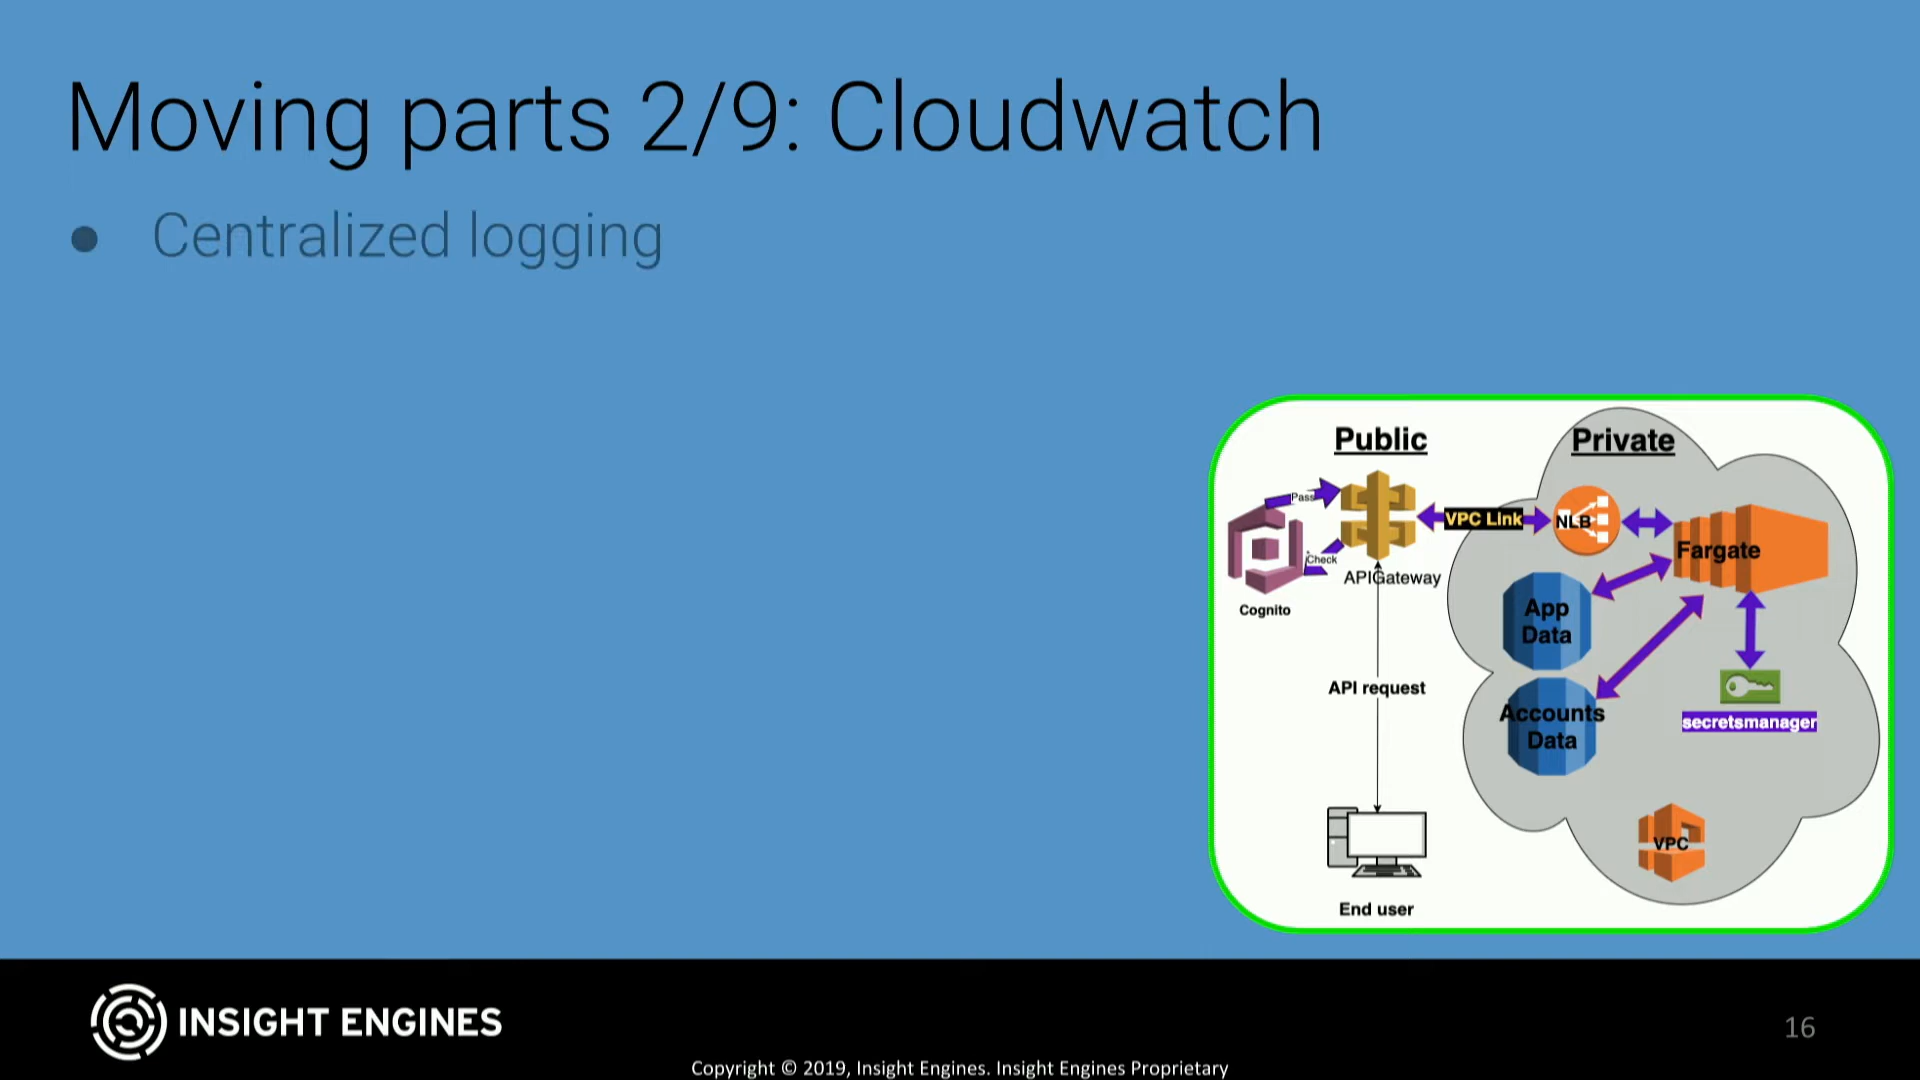 Moving parts 2/9: Cloudwatch
● Centralized logging
Public
Private
Pass
VPC Link
NLB
Fargate
Check
APIGateway
Cognito
App
Data
API request
Accounts
Data
secretsmanager
VPC
End user
INSIGHT ENGINES
16
Copyright © 2019, Insight Engines. Insight Engines Proprietary